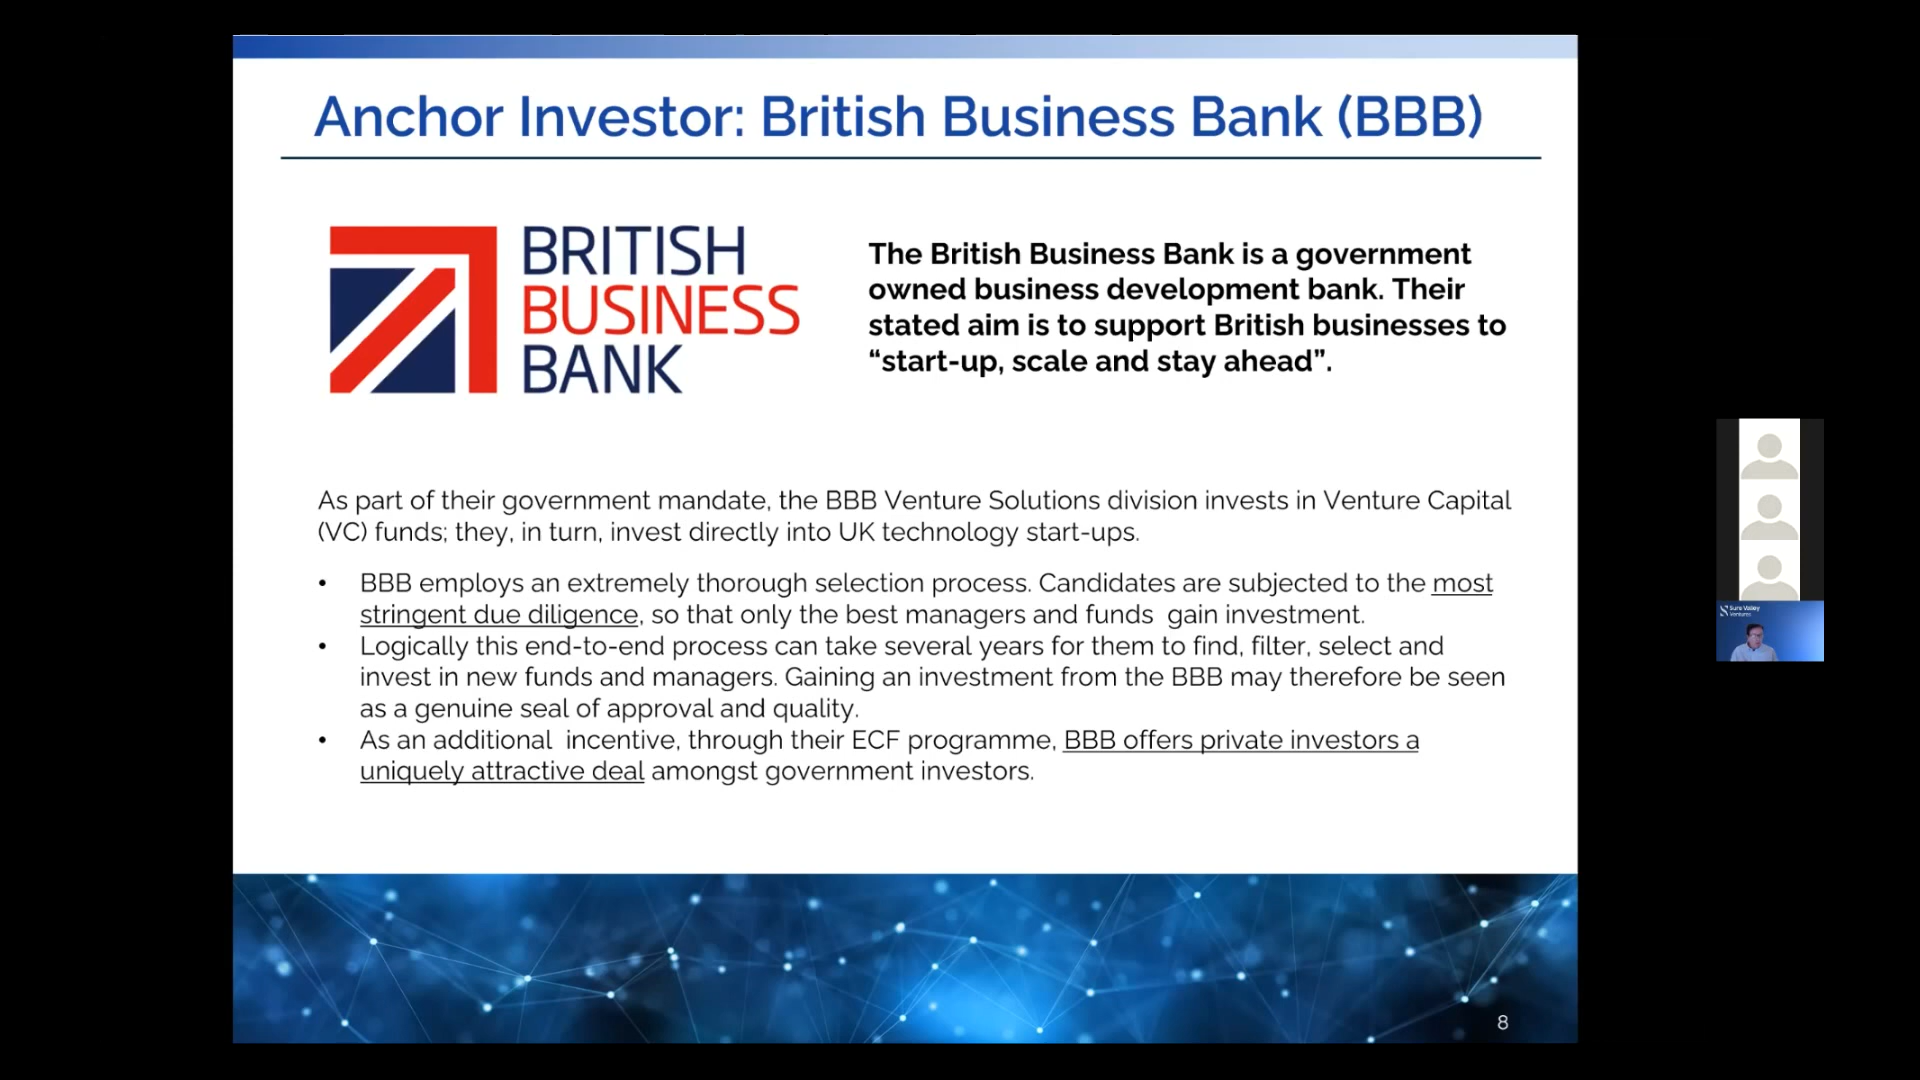 Anchor Investor: British Business Bank (BBB)
BRITISH
BUSINESS
BANK
The British Business Bank is a government
owned business development bank. Their
stated aim is to support British businesses to
“start-up, scale and stay ahead”.
As part of their government mandate, the BBB Venture Solutions division invests in Venture Capital
(VC) funds; they, in turn, invest directly into UK technology start-ups.
• BBB employs an extremely thorough selection process. Candidates are subjected to the most
stringent due diligence, so that only the best managers and funds  gain investment.
• Logically this end-to-end process can take several years for them to find, filter, select and
invest in new funds and managers. Gaining an investment from the BBB may therefore be seen
as a genuine seal of approval and quality.
• As an additional  incentive, through their ECF programme, BBB offers private investors a
uniquely attractive deal amongst government investors.
8
Sure Valley
Ventures